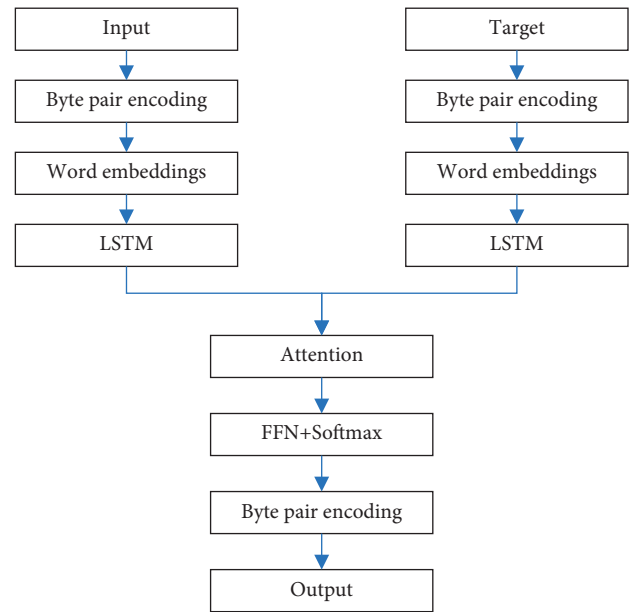 Input
Target
Byte pair encoding
Byte pair encoding
Word embeddings
Word embeddings
LSTM
LSTM
Attention
FFN+Softmax
Byte pair encoding
Output